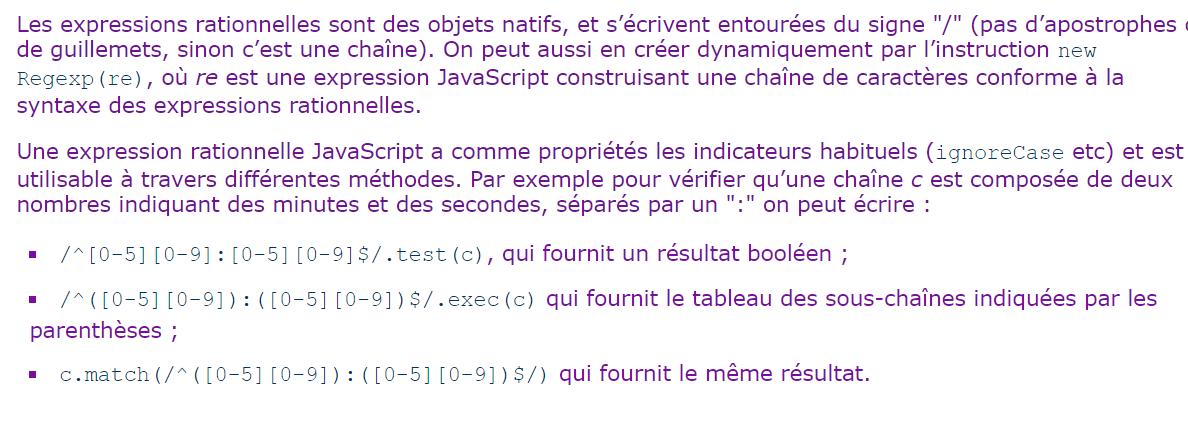 Les expressions rationnelles sont des objets natifs, et s’écrivent entourées du signe "/" (pas d’apostrophes
de guillemets, sinon c’est une chaîne). On peut aussi en créer dynamiquement par l’instruction new
Regexp(re), où re est une expression JavaScript construisant une chaîne de caractères conforme à la
syntaxe des expressions rationnelles.
Une expression rationnelle JavaScript a comme propriétés les indicateurs habituels (ignoreCase etc) et est
utilisable à travers différentes méthodes. Par exemple pour vérifier qu’une chaîne c est composée de deux
nombres indiquant des minutes et des secondes, séparés par un ":" on peut écrire :
▪ /^[0-5][0-9]:[0-5][0-9]$/.test(c), qui fournit un résultat booléen ;
▪ /^([0-5][0-9]):([0-5][0-9])$/.exec(c) qui fournit le tableau des sous-chaînes indiquées par les
parenthèses ;
▪ c.match(/^([0-5][0-9]):([0-5][0-9])$/) qui fournit le même résultat.